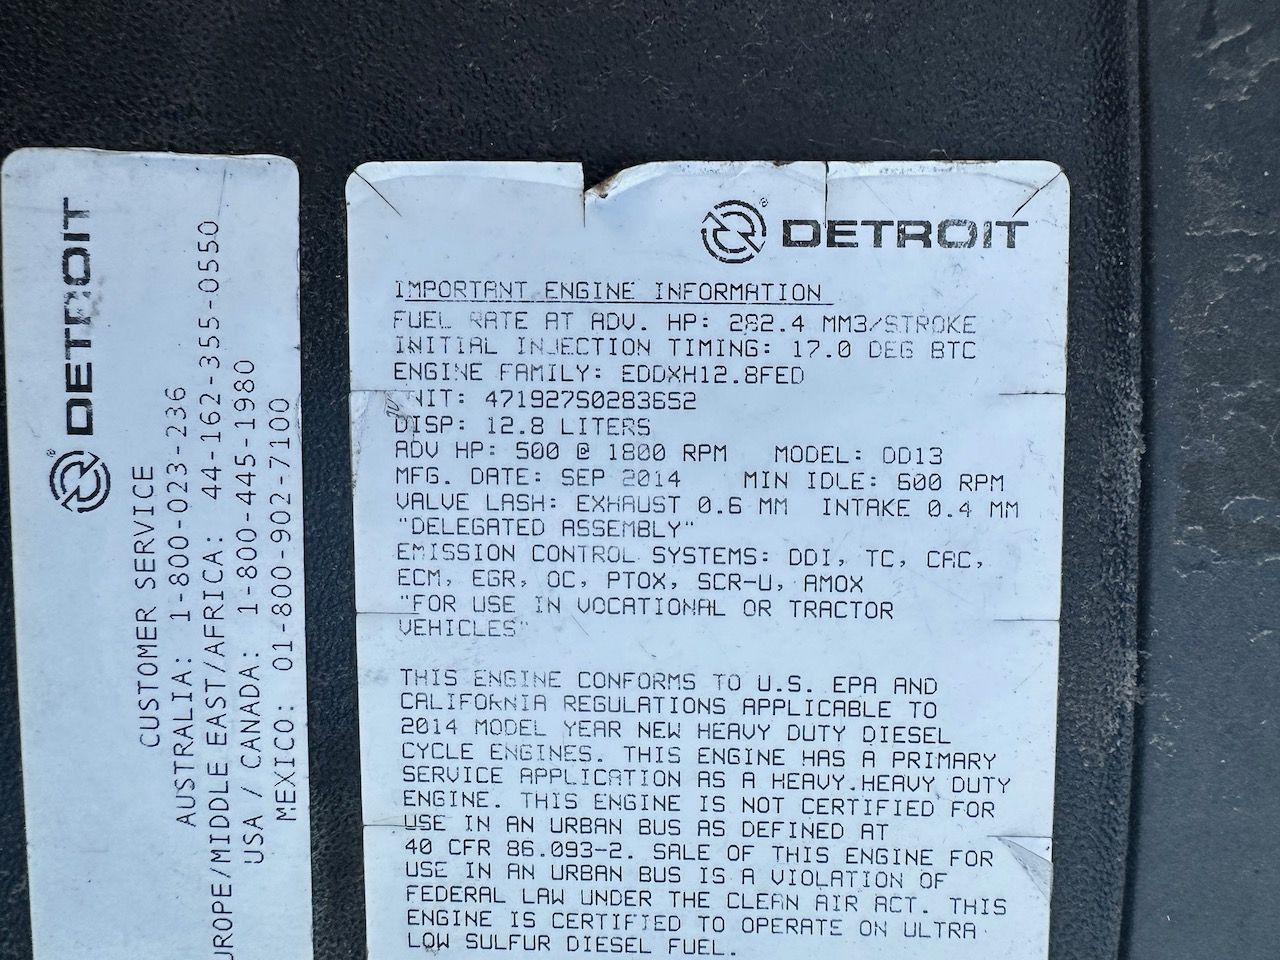 DETROIT
CUSTOMER SERVICE
AUSTRALIA: 1-800-023-236
UROPE/MIDDLE EAST/AFRICA: 44-162-355-0550
USA / CANADA: 1-800-445-1980
MEXICO: 01-800-902-7100
DETROIT
IMPORTANT ENGINE INFORMATION
FUEL RATE AT ADV. HP: 282.4 MM3/STROKE
INITIAL INJECTION TIMING: 17.0 DEG BTC
ENGINE FAMILY: EDDXH12.8FED
UNIT: 471927S0283652
DISP: 12.8 LITERS
ADV HP: 500 @ 1800 RPM MODEL: DD13
MFG. DATE: SEP 2014 MIN IDLE: 600 RPM
VALVE LASH: EXHAUST 0.6 MM INTAKE 0.4 MM
"DELEGATED ASSEMBLY"
EMISSION CONTROL SYSTEMS: DDI, TC, CAC,
ECM, EGR, OC, PTOX, SCR-U, AMOX
"FOR USE IN VOCATIONAL OR TRACTOR
VEHICLES"
THIS ENGINE CONFORMS TO U.S. EPA AND
CALIFORNIA REGULATIONS APPLICABLE TO
2014 MODEL YEAR NEW HEAVY DUTY DIESEL
CYCLE ENGINES. THIS ENGINE HAS A PRIMARY
SERVICE APPLICATION AS A HEAVY.HEAVY DUTY
ENGINE. THIS ENGINE IS NOT CERTIFIED FOR
USE IN AN URBAN BUS AS DEFINED AT
40 CFR 86.093-2. SALE OF THIS ENGINE FOR
USE IN AN URBAN BUS IS A VIOLATION OF
FEDERAL LAW UNDER THE CLEAN AIR ACT. THIS
ENGINE IS CERTIFIED TO OPERATE ON ULTRA
LOW SULFUR DIESEL FUEL.